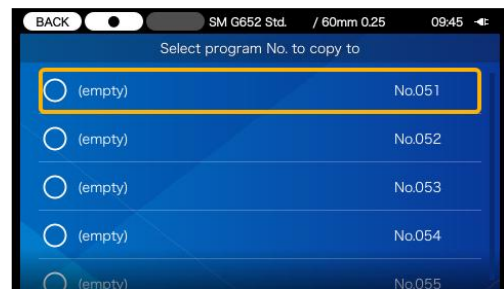 BACK SM G652 Std. / 60mm 0.25 09:45
Select program No. to copy to
(empty) No.051
(empty) No.052
(empty) No.053
(empty) No.054
(empty) No.055